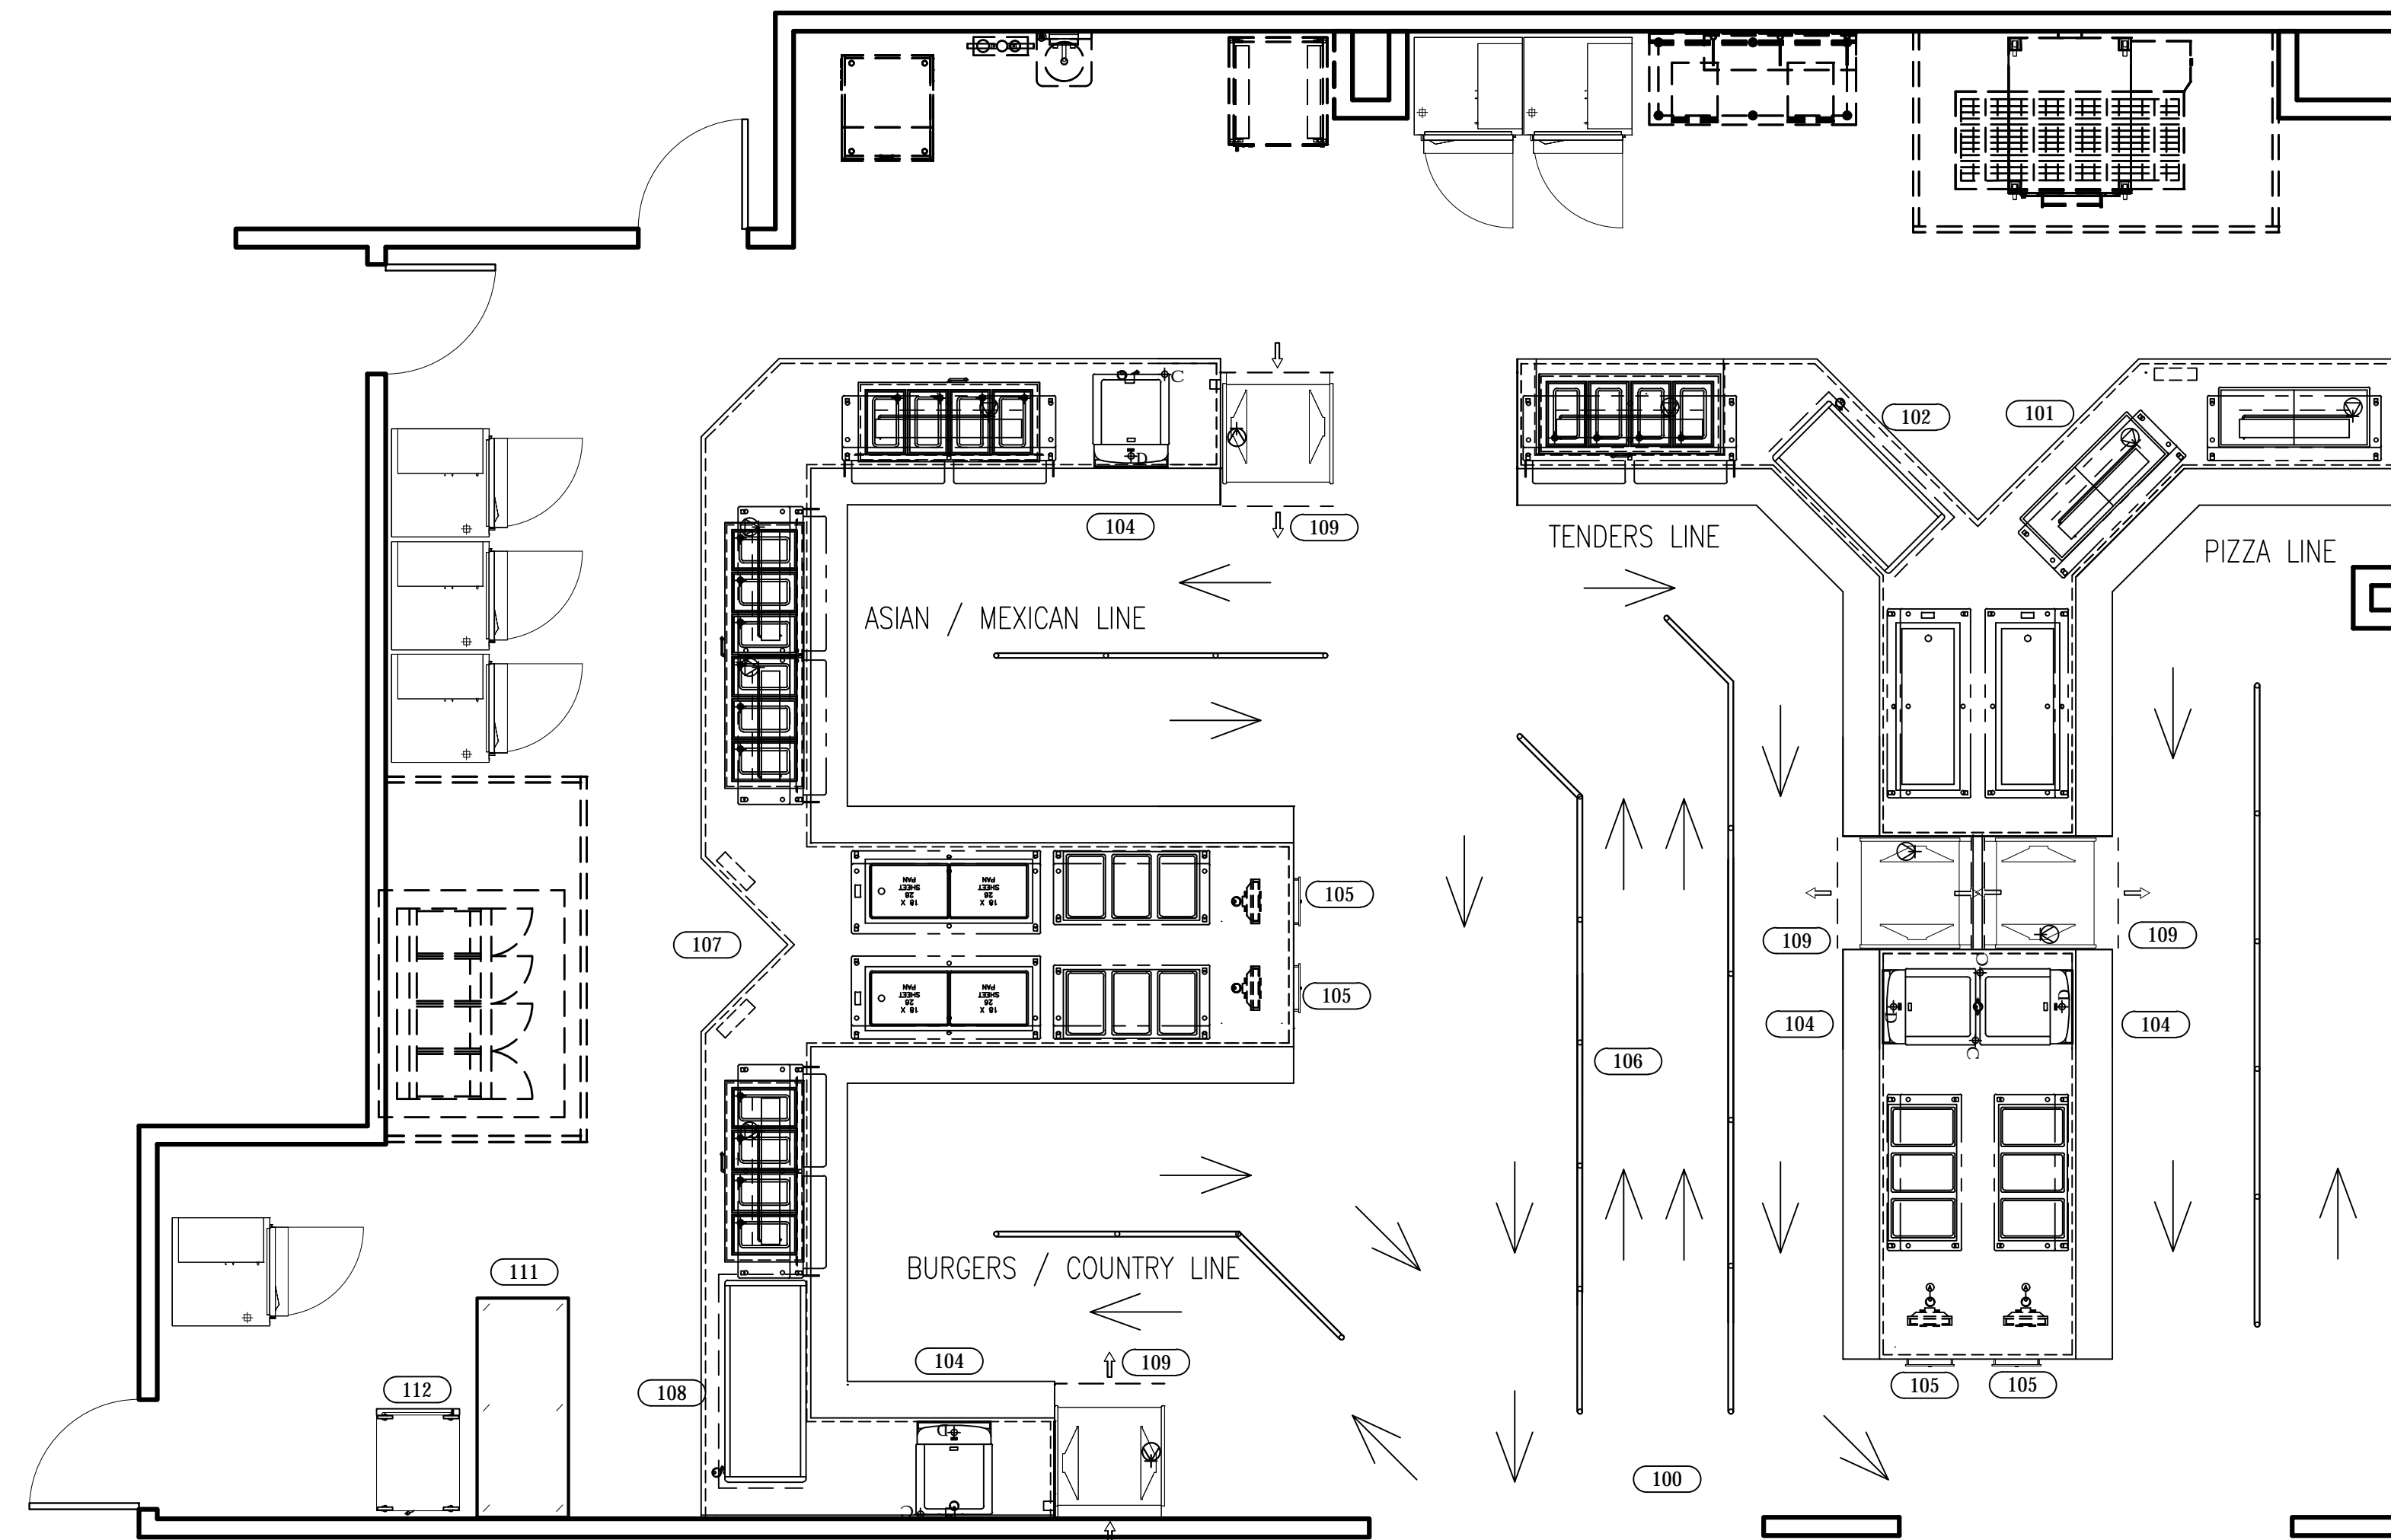 C
D
102
101
104
109
TENDERS LINE
PIZZA LINE
ASIAN / MEXICAN LINE
18 X
26
SHEET
PAN
18 X
26
SHEET
PAN
105
109
109
107
18 X
26
SHEET
PAN
18 X
26
SHEET
PAN
105
C
D
D
104
104
C
106
BURGERS / COUNTRY LINE
111
104
109
112
108
105
105
D
100
C